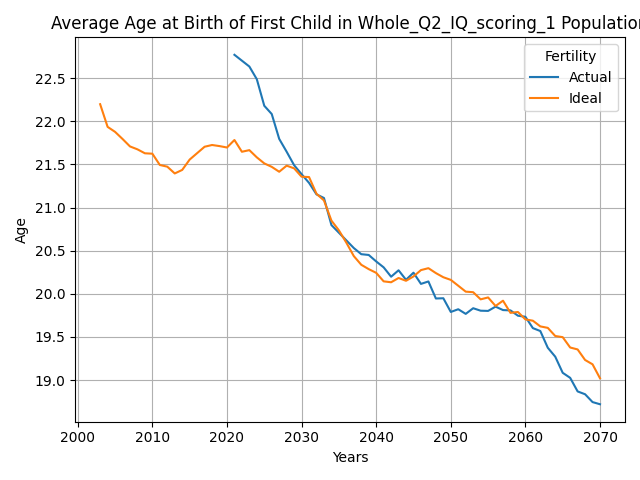 Average Age at Birth of First Child in Whole_Q2_IQ_scoring_1 Population
Fertility
Actual
Ideal
22.5
22.0
21.5
21.0
20.5
20.0
19.5
19.0
Age
2000 2010 2020 2030 2040 2050 2060 2070
Years